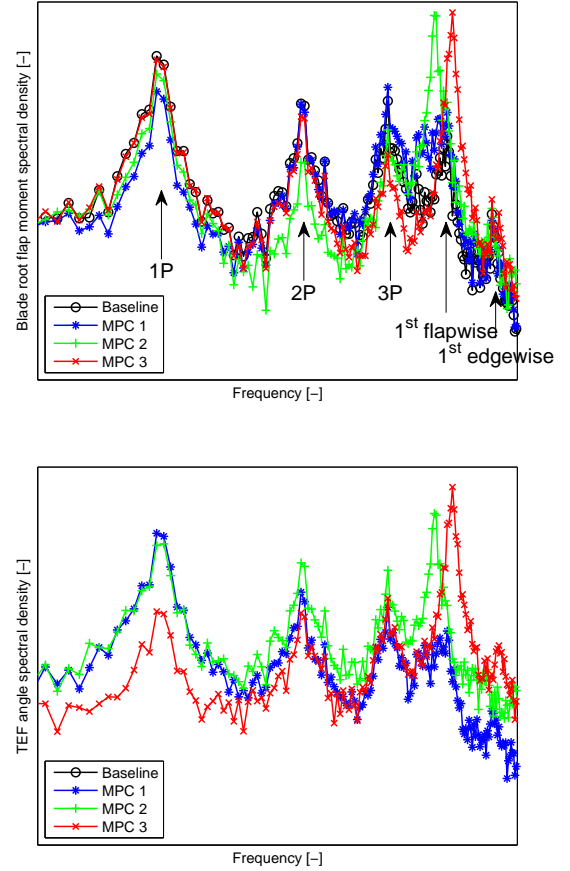 Blade root flap moment spectral density [–]
1P
2P
3P
1st flapwise
1st edgewise
Baseline
MPC 1
MPC 2
MPC 3
Frequency [–]
TEF angle spectral density [–]
Baseline
MPC 1
MPC 2
MPC 3
Frequency [–]